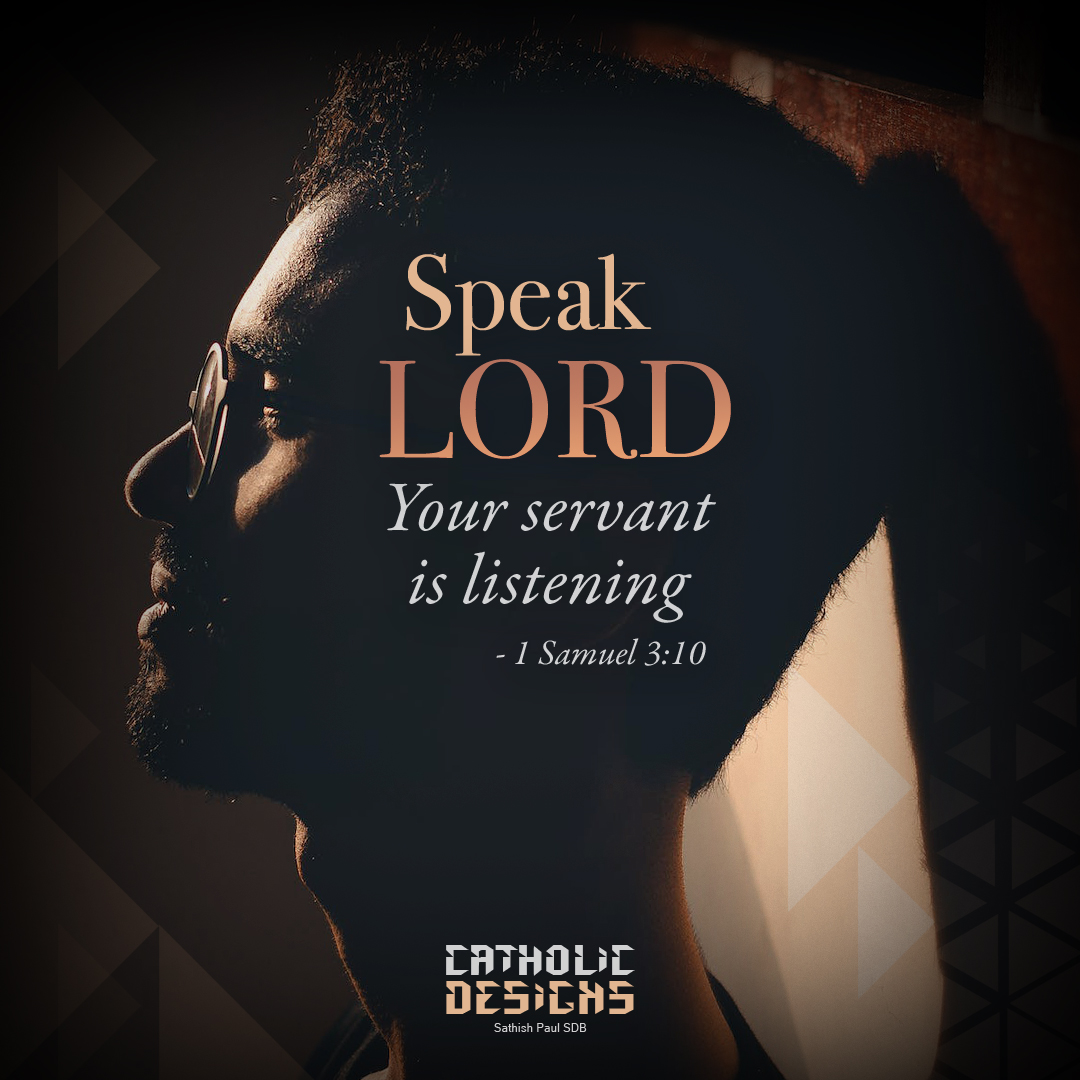 Speak
LORD
Your servant
is listening
- 1 Samuel 3:10
CATHOLIC
DESIGNS
Sathish Paul SDB